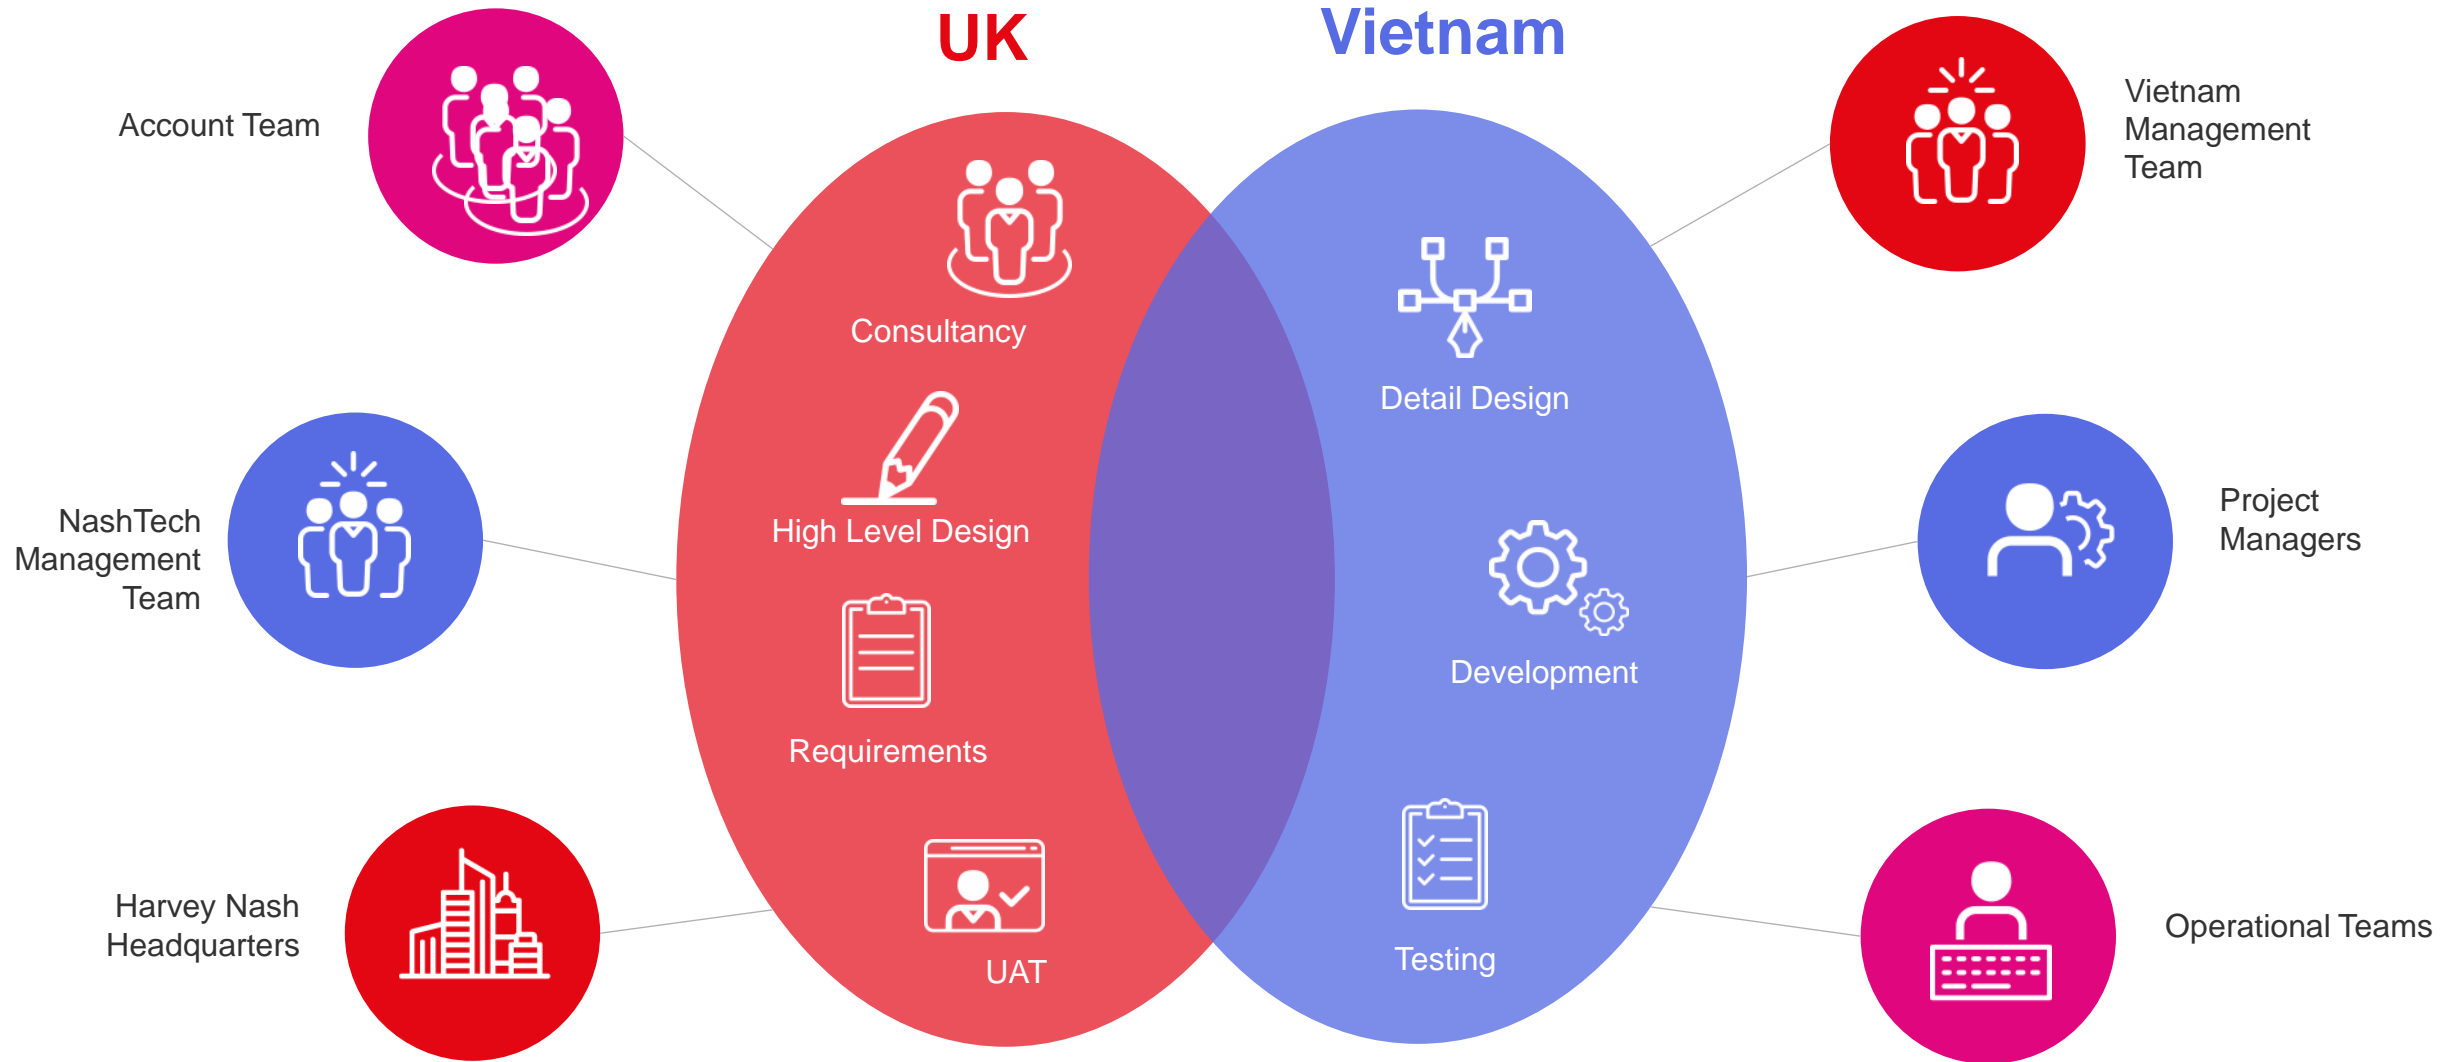 UK
Vietnam
Account Team
NashTech
Management
Team
Harvey Nash
Headquarters
Consultancy
High Level Design
Requirements
UAT
Detail Design
Development
Testing
Vietnam
Management
Team
Project
Managers
Operational Teams